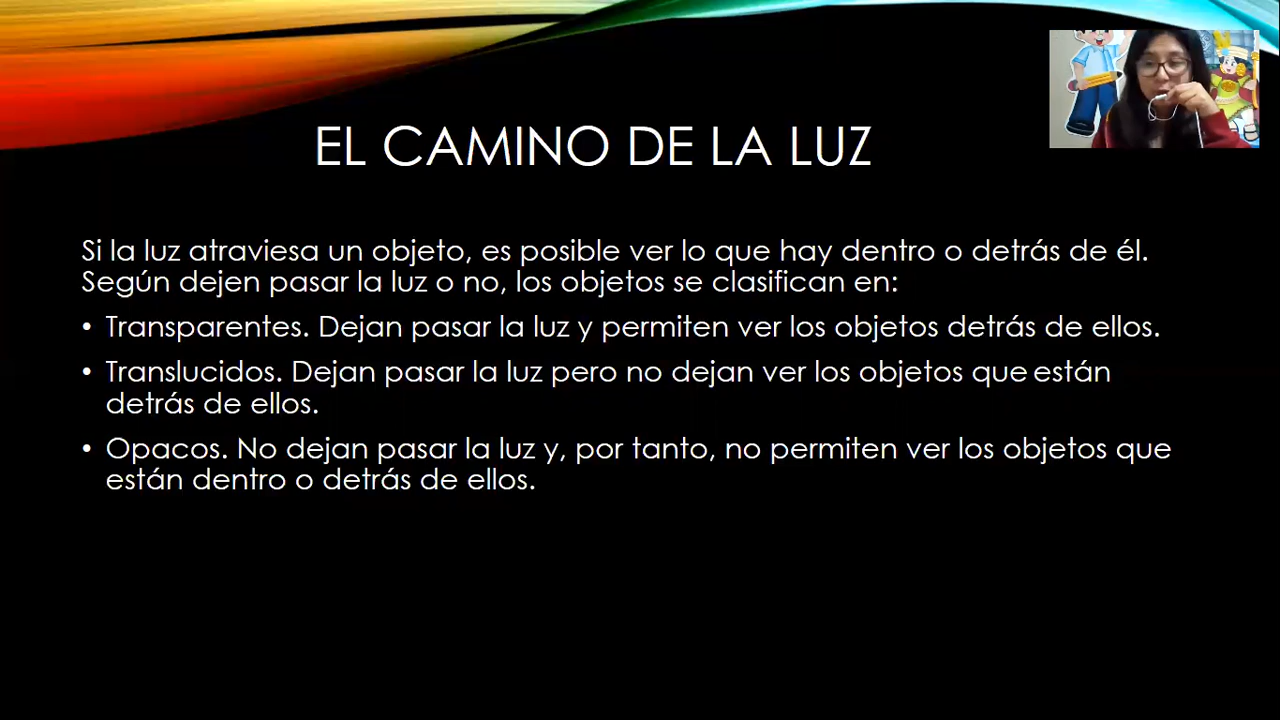 EL CAMINO DE LA LUZ
Si la luz atraviesa un objeto, es posible ver lo que hay dentro o detrás de él.
Según dejen pasar la luz o no, los objetos se clasifican en:
• Transparentes. Dejan pasar la luz y permiten ver los objetos detrás de ellos.
• Translucidos. Dejan pasar la luz pero no dejan ver los objetos que están
detrás de ellos.
• Opacos. No dejan pasar la luz y, por tanto, no permiten ver los objetos que
están dentro o detrás de ellos.